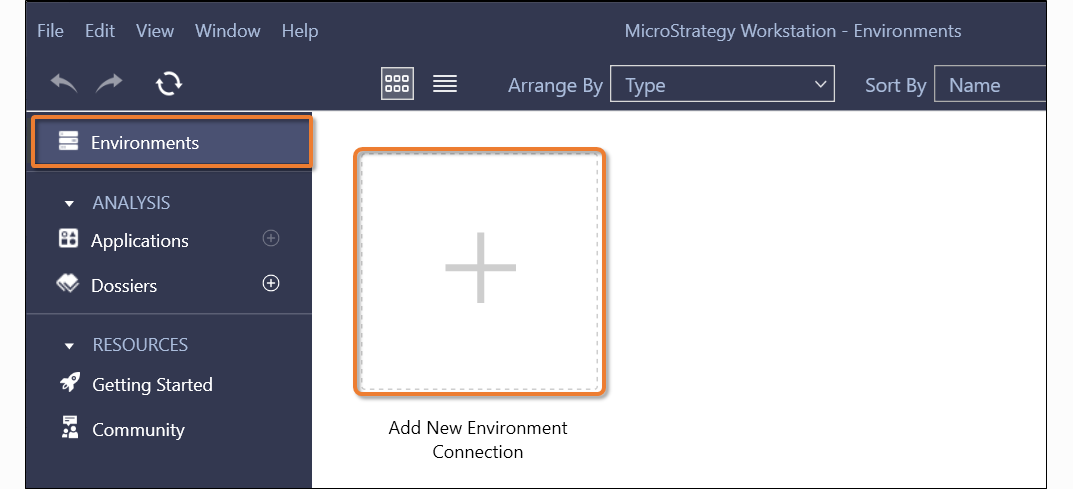 File Edit View Window Help MicroStrategy Workstation - Environments
Arrange By Type Sort By Name
Environments
ANALYSIS
Applications
Dossiers
RESOURCES
Getting Started
Community
Add New Environment
Connection